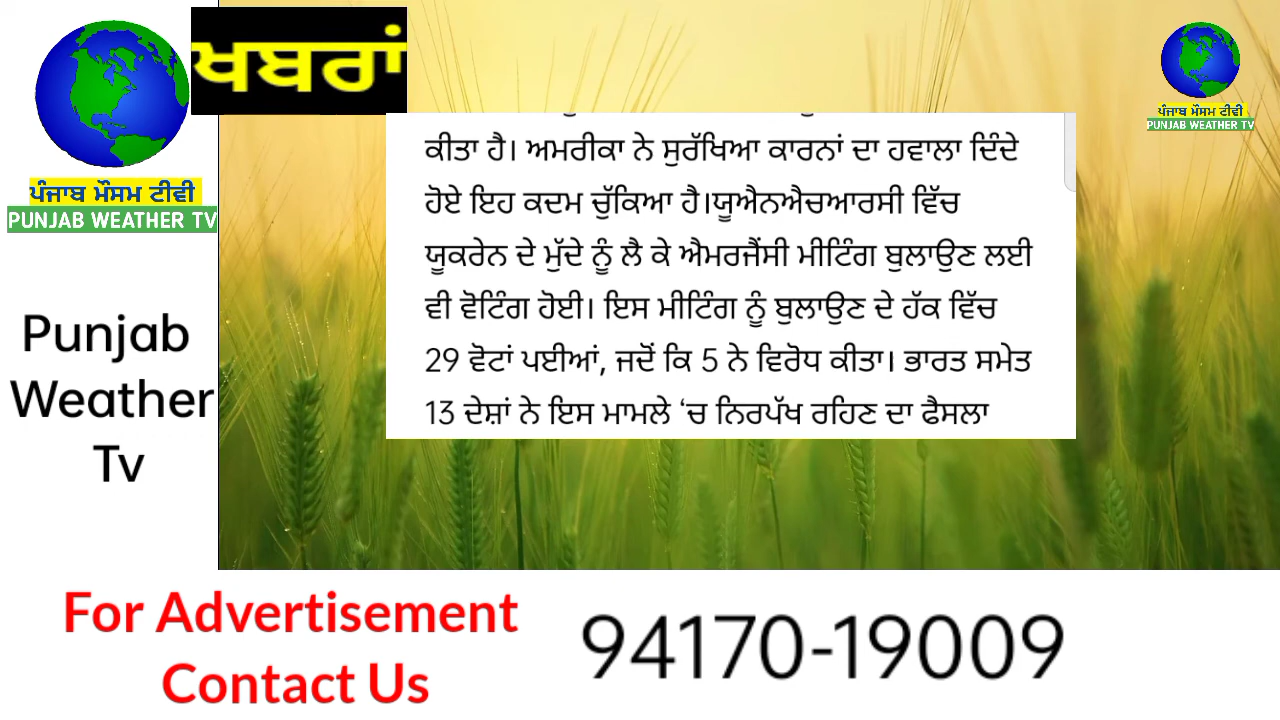 ਖਬਰਾਂ
ਪੰਜਾਬ ਮੌਸਮ ਟੀਵੀ
PUNJAB WEATHER TV
ਪੰਜਾਬ ਮੌਸਮ ਟੀਵੀ
PUNJAB WEATHER TV
ਕੀਤਾ ਹੈ। ਅਮਰੀਕਾ ਨੇ ਸੁਰੱਖਿਆ ਕਾਰਨਾਂ ਦਾ ਹਵਾਲਾ ਦਿੰਦੇ
ਹੋਏ ਇਹ ਕਦਮ ਚੁੱਕਿਆ ਹੈ।ਯੂਐਨਐਚਆਰਸੀ ਵਿੱਚ
ਯੂਕਰੇਨ ਦੇ ਮੁੱਦੇ ਨੂੰ ਲੈ ਕੇ ਐਮਰਜੈਂਸੀ ਮੀਟਿੰਗ ਬੁਲਾਉਣ ਲਈ
ਵੀ ਵੋਟਿੰਗ ਹੋਈ। ਇਸ ਮੀਟਿੰਗ ਨੂੰ ਬੁਲਾਉਣ ਦੇ ਹੱਕ ਵਿੱਚ
29 ਵੋਟਾਂ ਪਈਆਂ, ਜਦੋਂ ਕਿ 5 ਨੇ ਵਿਰੋਧ ਕੀਤਾ। ਭਾਰਤ ਸਮੇਤ
13 ਦੇਸ਼ਾਂ ਨੇ ਇਸ ਮਾਮਲੇ ‘ਚ ਨਿਰਪੱਖ ਰਹਿਣ ਦਾ ਫੈਸਲਾ
Punjab
Weather
Tv
For Advertisement
Contact Us
94170-19009